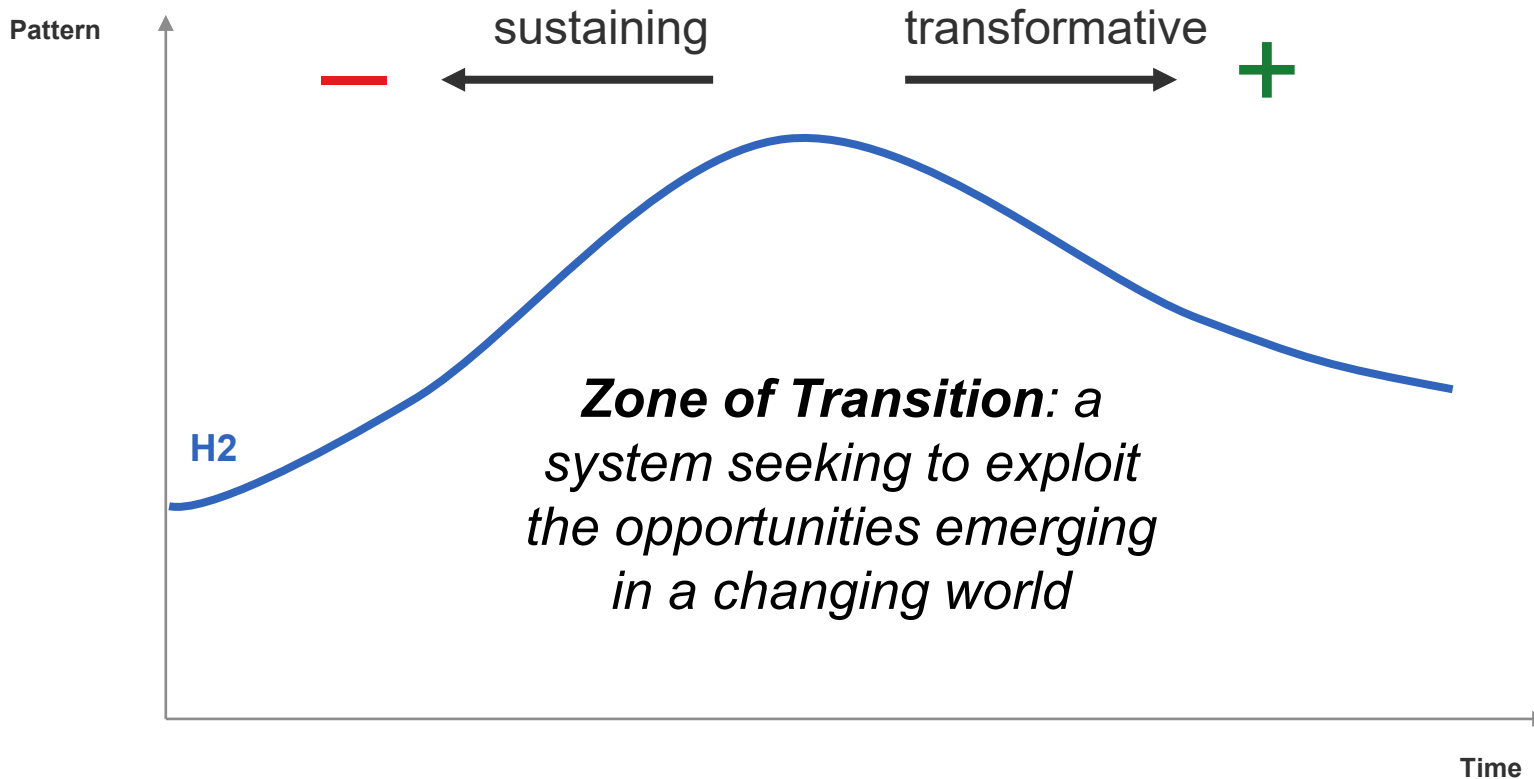 Pattern
sustaining
transformative
H2
Zone of Transition: a
system seeking to exploit
the opportunities emerging
in a changing world
Time